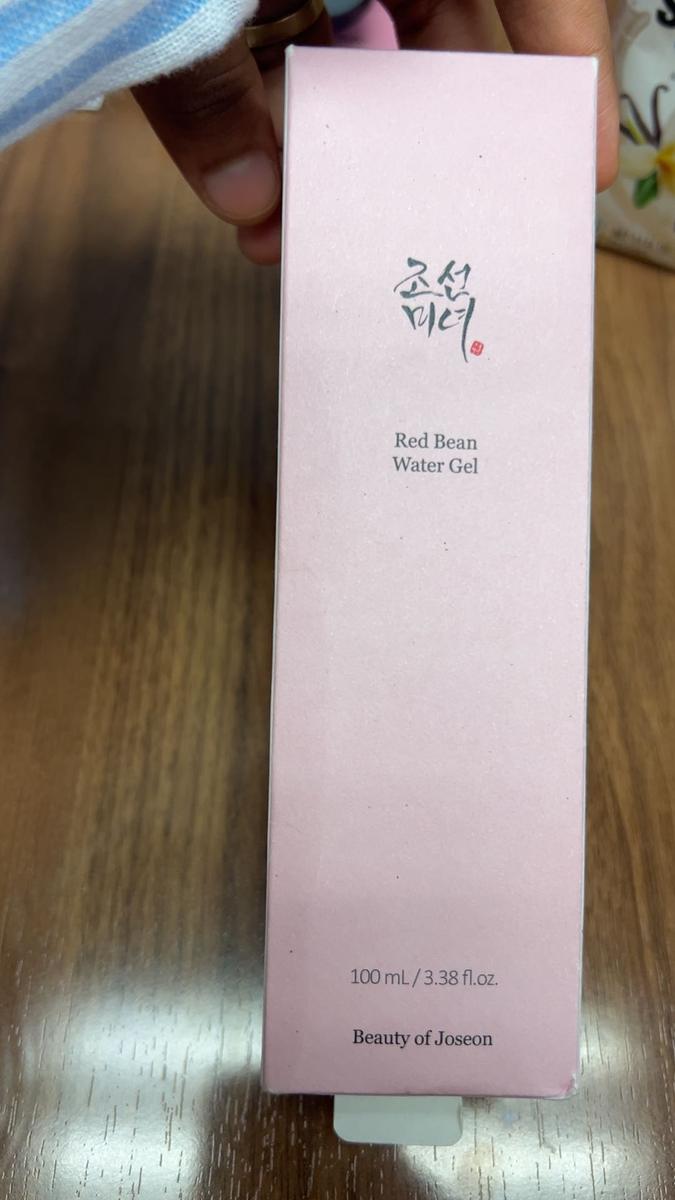 조선
미녀
Red Bean
Water Gel
100 mL / 3.38 fl.oz.
Beauty of Joseon